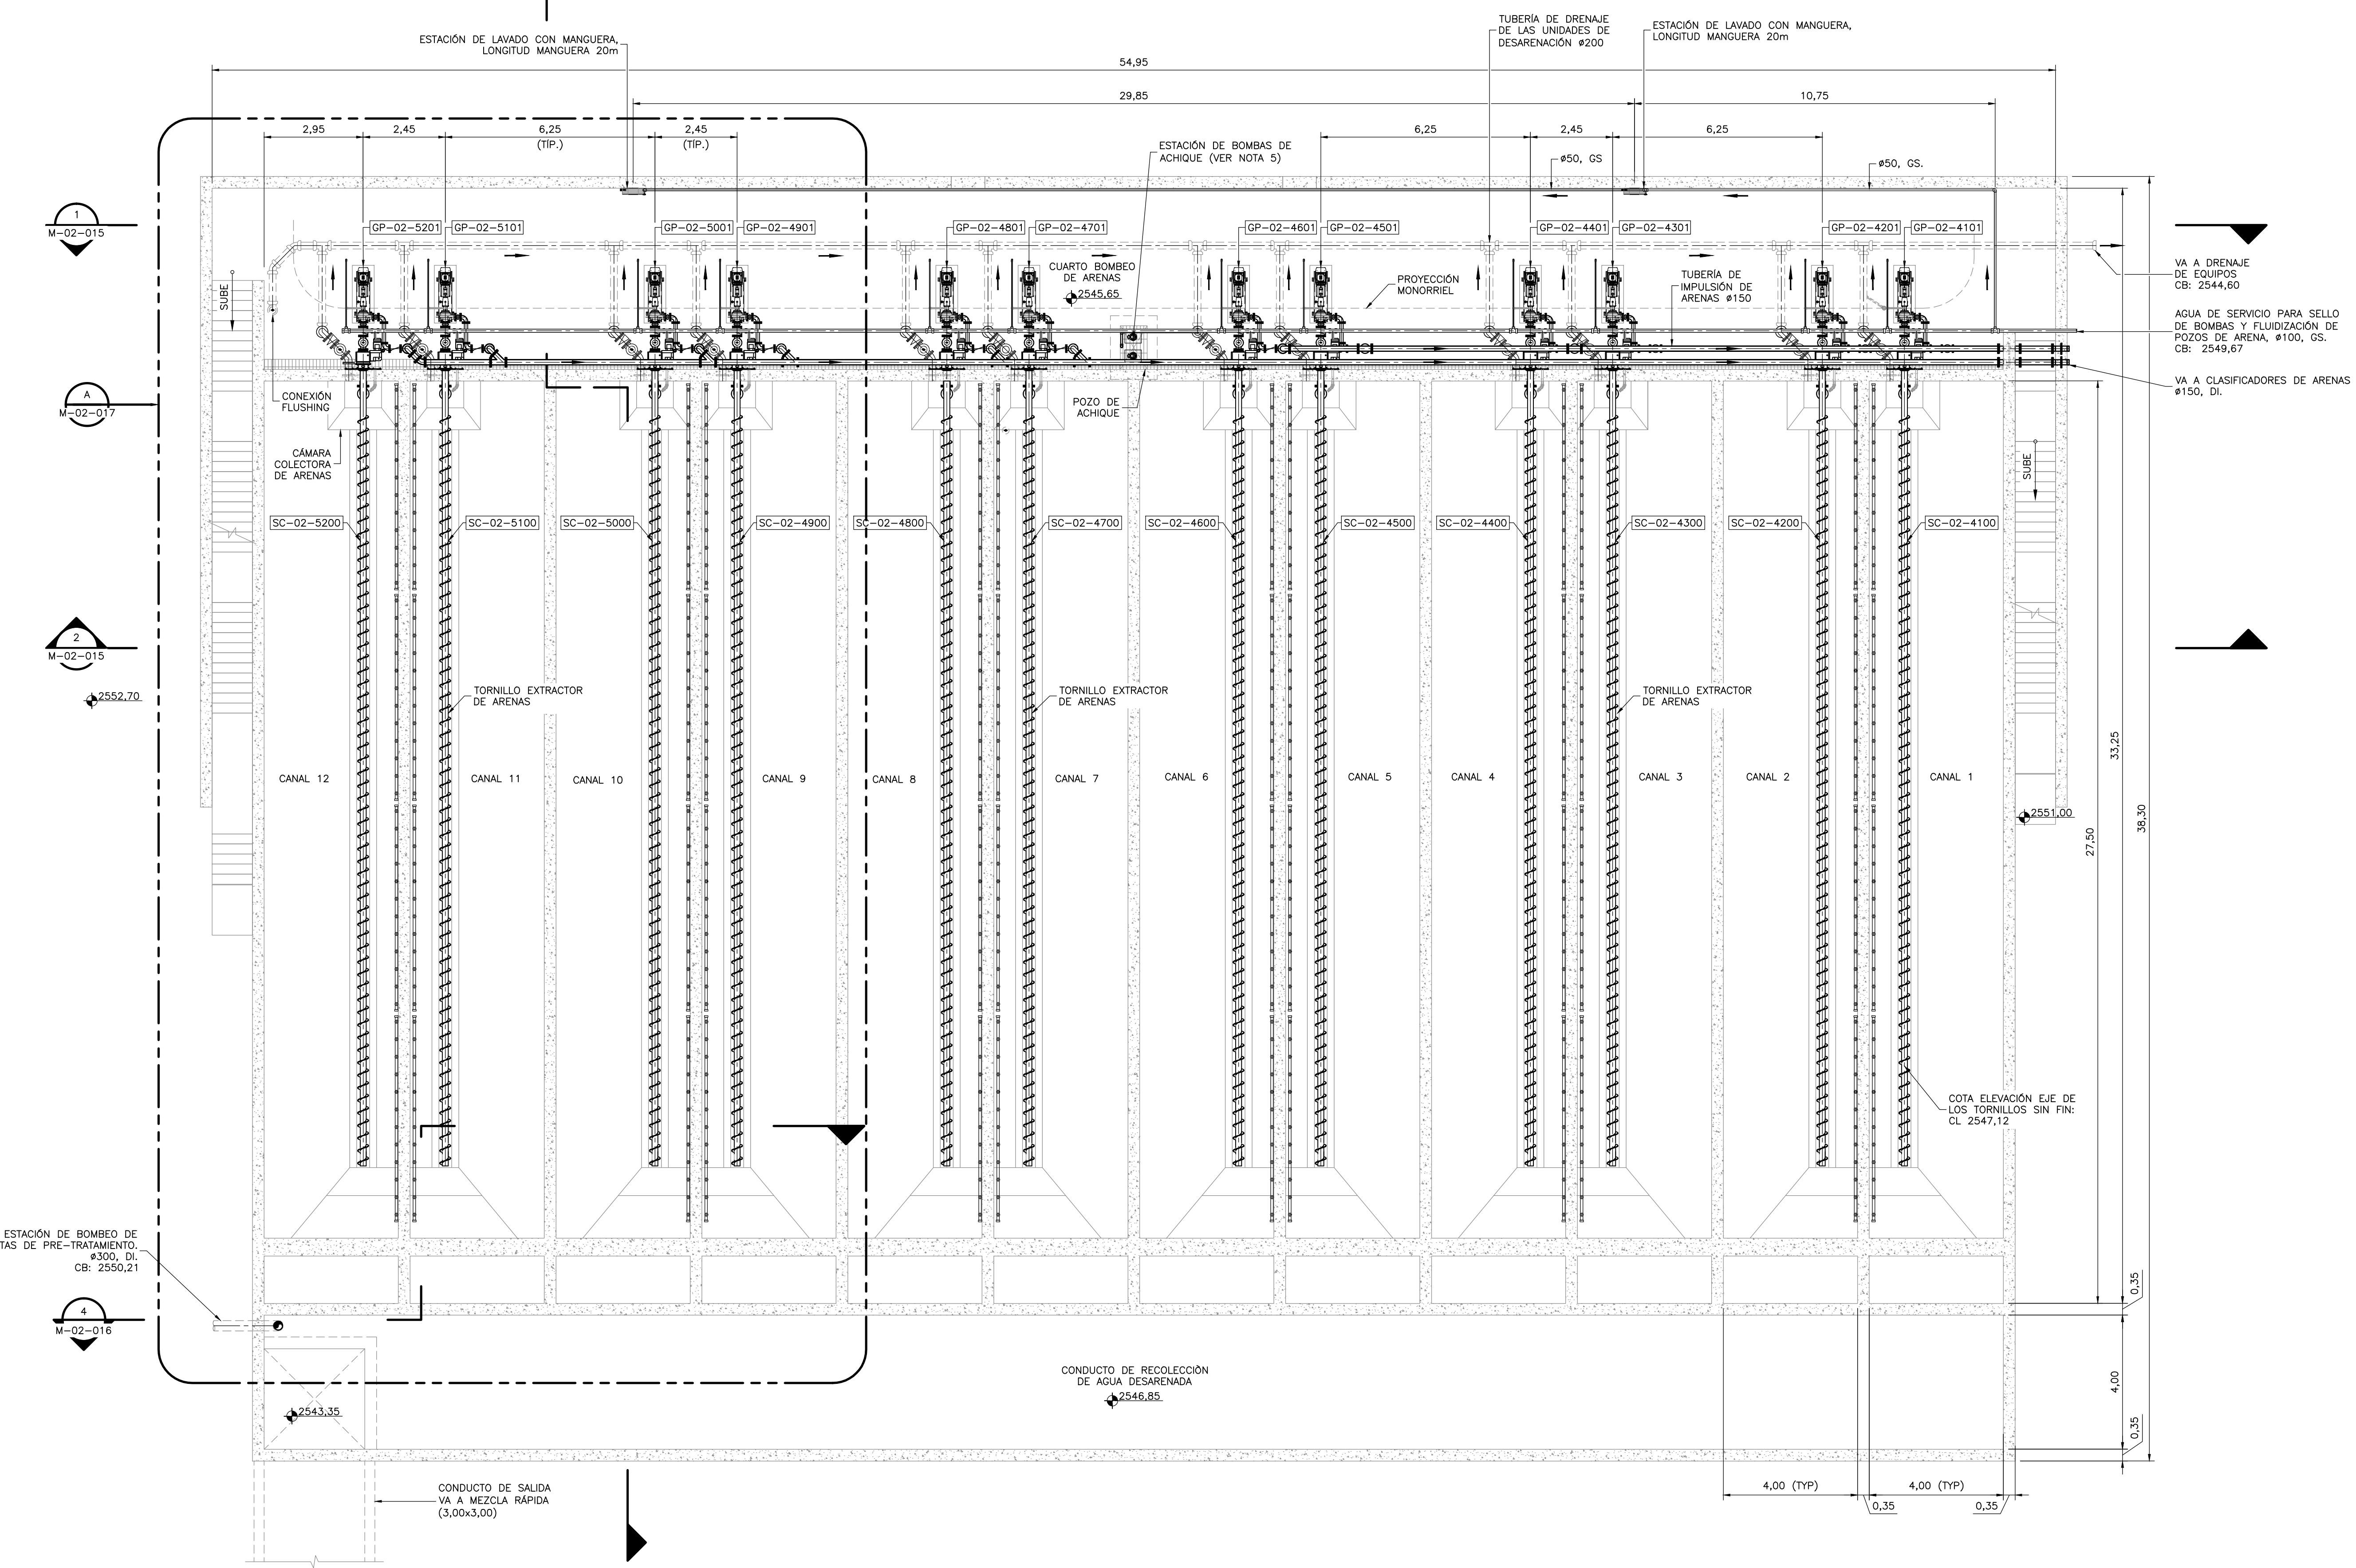 ESTACIÓN DE LAVADO CON MANGUERA,
LONGITUD MANGUERA 20m
TUBERÍA DE DRENAJE
DE LAS UNIDADES DE
DESARENACIÓN ø200
ESTACIÓN DE LAVADO CON MANGUERA,
LONGITUD MANGUERA 20m
54,95
29,85
10,75
2,95
2,45
6,25
(TÍP.)
2,45
(TÍP.)
6,25
2,45
6,25
ESTACIÓN DE BOMBAS DE
ACHIQUE (VER NOTA 5)
ø50, GS
ø50, GS.
1
M-02-015
GP-02-5201
GP-02-5101
GP-02-5001
GP-02-4901
GP-02-4801
GP-02-4701
GP-02-4601
GP-02-4501
GP-02-4401
GP-02-4301
GP-02-4201
GP-02-4101
SUBE
CUARTO BOMBEO
DE ARENAS
2545,65
PROYECCIÓN
MONORRIEL
TUBERÍA DE
IMPULSIÓN DE
ARENAS ø150
VA A DRENAJE
DE EQUIPOS
CB: 2544,60
AGUA DE SERVICIO PARA SELLO
DE BOMBAS Y FLUIDIZACIÓN DE
POZOS DE ARENA, ø100, GS.
CB: 2549,67
VA A CLASIFICADORES DE ARENAS
ø150, DI.
A
M-02-017
CONEXIÓN
FLUSHING
POZO DE
ACHIQUE
CÁMARA
COLECTORA
DE ARENAS
SUBE
SC-02-5200
SC-02-5100
SC-02-5000
SC-02-4900
SC-02-4800
SC-02-4700
SC-02-4600
SC-02-4500
SC-02-4400
SC-02-4300
SC-02-4200
SC-02-4100
2
M-02-015
2552,70
TORNILLO EXTRACTOR
DE ARENAS
TORNILLO EXTRACTOR
DE ARENAS
TORNILLO EXTRACTOR
DE ARENAS
33,25
38,30
27,50
CANAL 12
CANAL 11
CANAL 10
CANAL 9
CANAL 8
CANAL 7
CANAL 6
CANAL 5
CANAL 4
CANAL 3
CANAL 2
CANAL 1
2551,00
COTA ELEVACIÓN EJE DE
LOS TORNILLOS SIN FIN:
CL 2547,12
ESTACIÓN DE BOMBEO DE
TAS DE PRE-TRATAMIENTO.
ø300, DI.
CB: 2550,21
0,35
4
M-02-016
CONDUCTO DE RECOLECCIÒN
DE AGUA DESARENADA
2546,85
4,00
2543,35
0,35
CONDUCTO DE SALIDA
VA A MEZCLA RÁPIDA
(3,00x3,00)
4,00 (TYP)
4,00 (TYP)
0,35
0,35